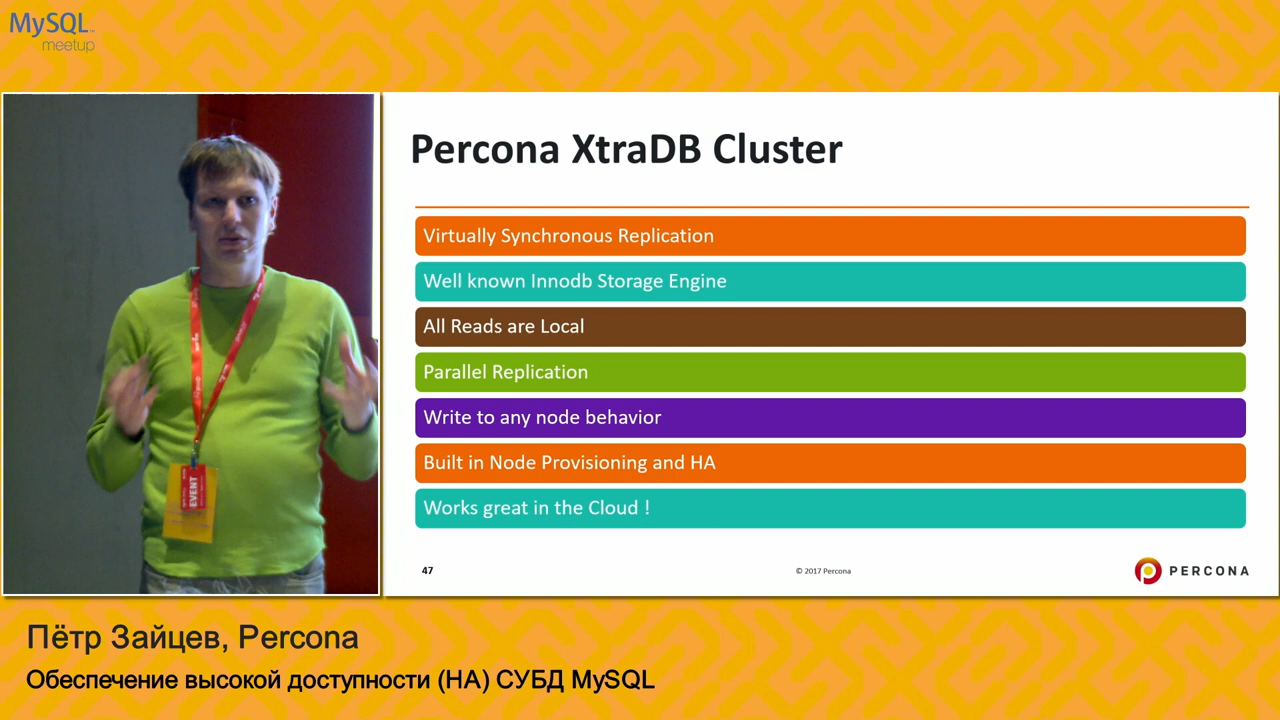 MySQL
meetup
Percona XtraDB Cluster
Virtually Synchronous Replication
Well known Innodb Storage Engine
All Reads are Local
Parallel Replication
Write to any node behavior
Built in Node Provisioning and HA
Works great in the Cloud !
EVENT
47
© 2017 Percona
PERCONA
Пётр Зайцев, Percona
Обеспечение высокой доступности (HA) СУБД MySQL